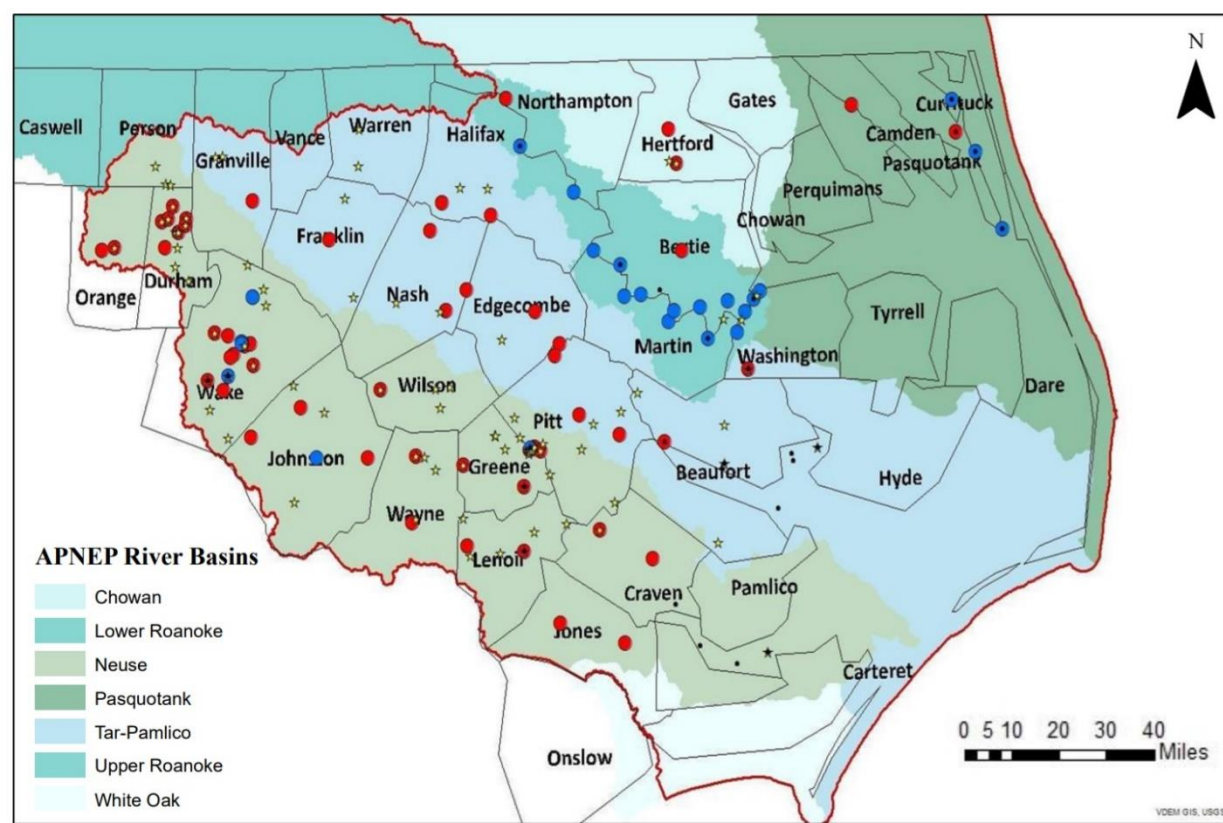 N
Northampton
Gates
Currituck
Caswell
Person
Vance
Warren
Halifax
Hertford
Camden
Granville
Pasquotank
Perquimans
Chowan
Franklin
Bertie
Durham
Orange
Nash
Edgecombe
Tyrrell
Martin
Washington
Wake
Wilson
Dare
Pitt
Johnston
Greene
Beaufort
Hyde
Wayne
Lenoir
Craven
Pamlico
Jones
Carteret
Onslow
APNEP River Basins
Chowan
Lower Roanoke
Neuse
Pasquotank
Tar-Pamlico
Upper Roanoke
White Oak
0 5 10 20 30 40
Miles
VDEM GIS, USGS